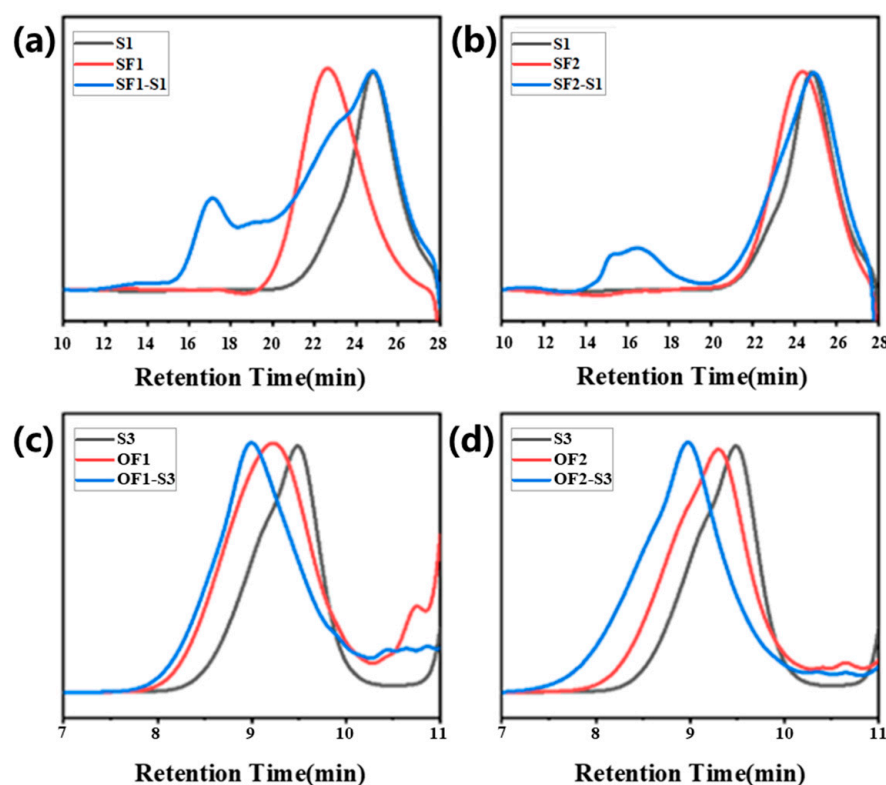 (a)
S1
SF1
SF1-S1
10 12 14 16 18 20 22 24 26 28
Retention Time(min)
(b)
S1
SF2
SF2-S1
10 12 14 16 18 20 22 24 26 28
Retention Time(min)
(c)
S3
OF1
OF1-S3
7 8 9 10 11
Retention Time(min)
(d)
S3
OF2
OF2-S3
7 8 9 10 11
Retention Time(min)